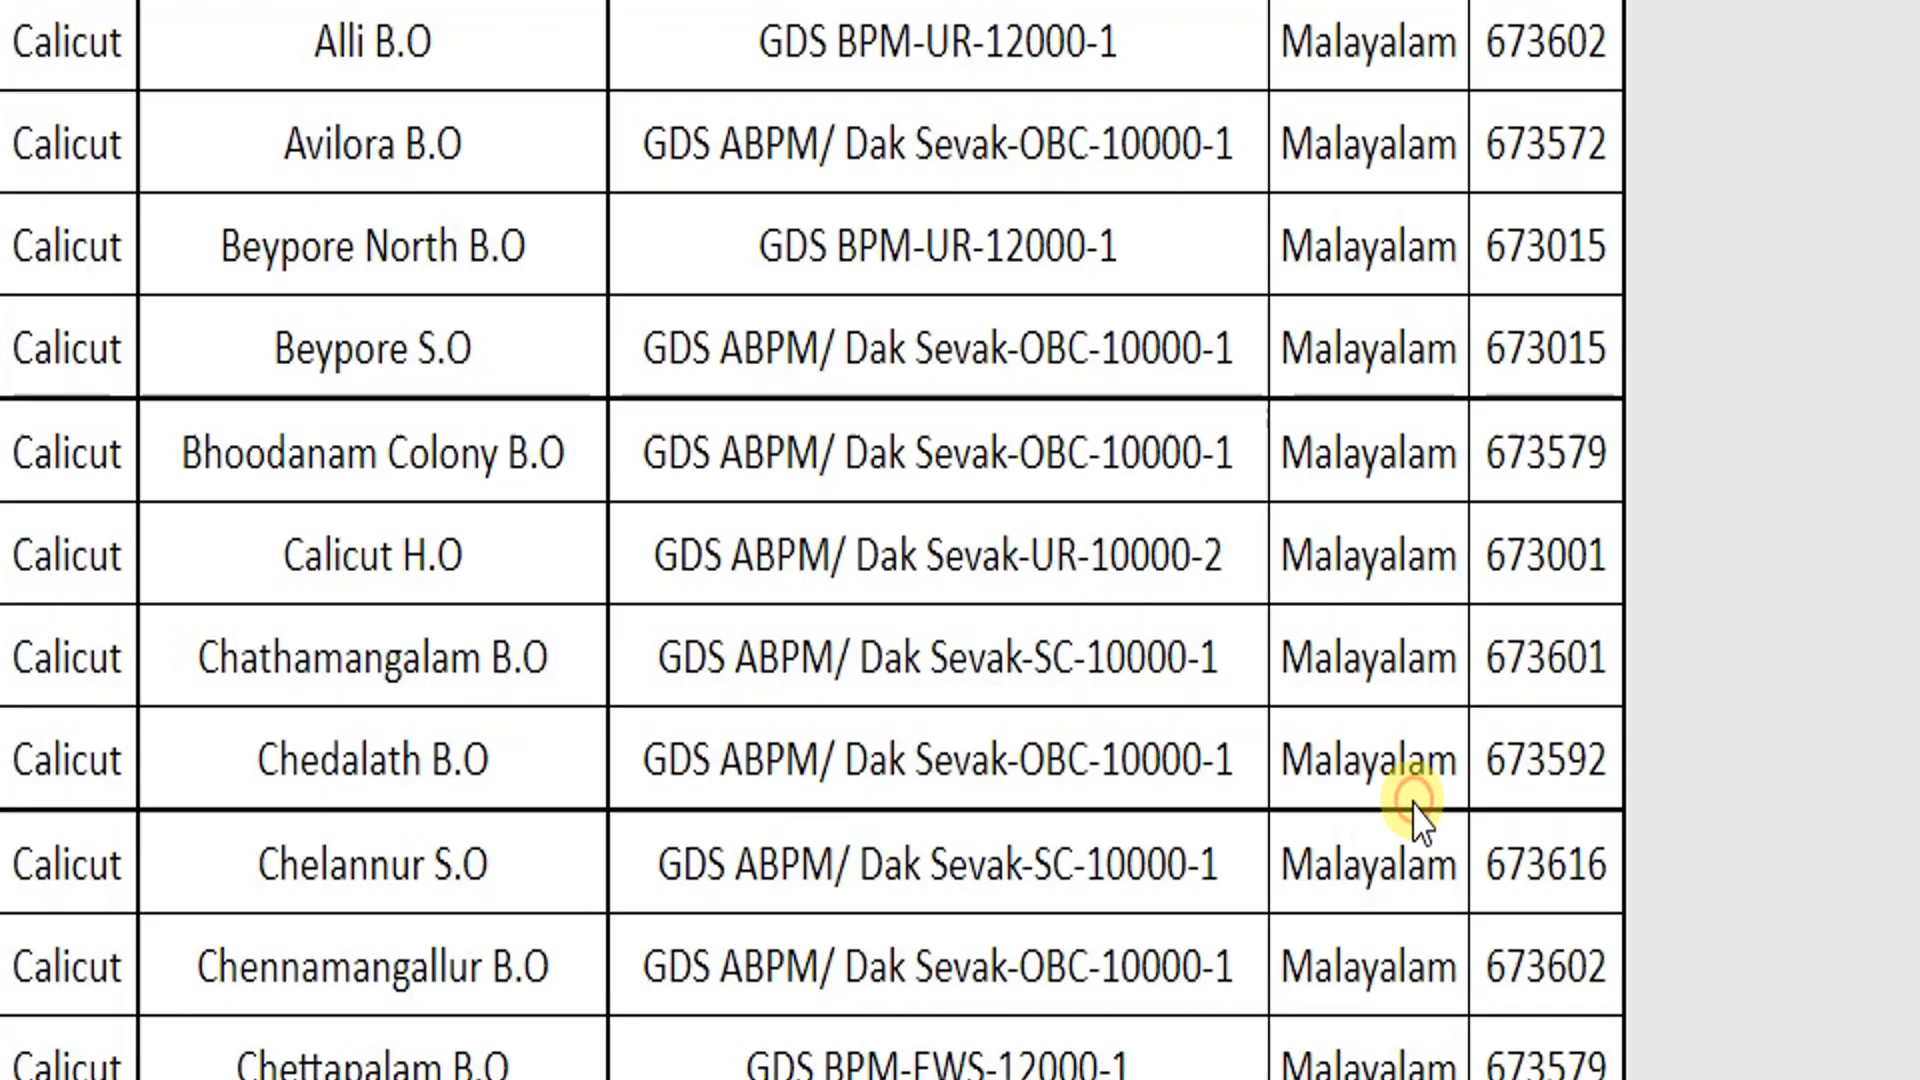 Calicut Alli B.O GDS BPM-UR-12000-1 Malayalam 673602
Calicut Avilora B.O GDS ABPM/ Dak Sevak-OBC-10000-1 Malayalam 673572
Calicut Beypore North B.O GDS BPM-UR-12000-1 Malayalam 673015
Calicut Beypore S.O GDS ABPM/ Dak Sevak-OBC-10000-1 Malayalam 673015
Calicut Bhoodanam Colony B.O GDS ABPM/ Dak Sevak-OBC-10000-1 Malayalam 673579
Calicut Calicut H.O GDS ABPM/ Dak Sevak-UR-10000-2 Malayalam 673001
Calicut Chathamangalam B.O GDS ABPM/ Dak Sevak-SC-10000-1 Malayalam 673601
Calicut Chedalath B.O GDS ABPM/ Dak Sevak-OBC-10000-1 Malayalam 673592
Calicut Chelannur S.O GDS ABPM/ Dak Sevak-SC-10000-1 Malayalam 673616
Calicut Chennamangallur B.O GDS ABPM/ Dak Sevak-OBC-10000-1 Malayalam 673602
Calicut Chettapalam B.O GDS BPM-EWS-12000-1 Malayalam 673579